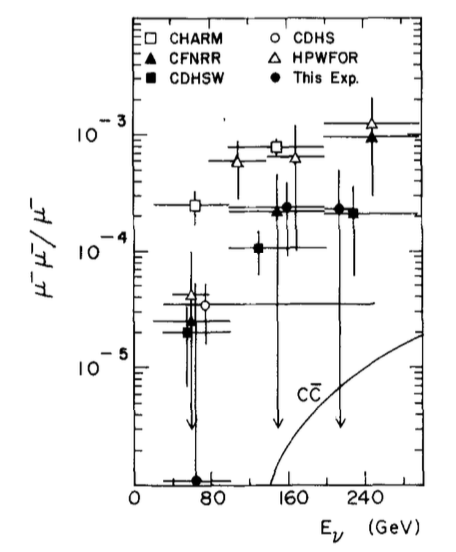 □ CHARM ○ CDHS
▲ CFNRR △ HPWFOR
■ CDHSW ● This Exp.
10⁻³
10⁻⁴
10⁻⁵
μ⁻μ⁻/μ⁻
CC̅
0 80 160 240
Eᵥ (GeV)